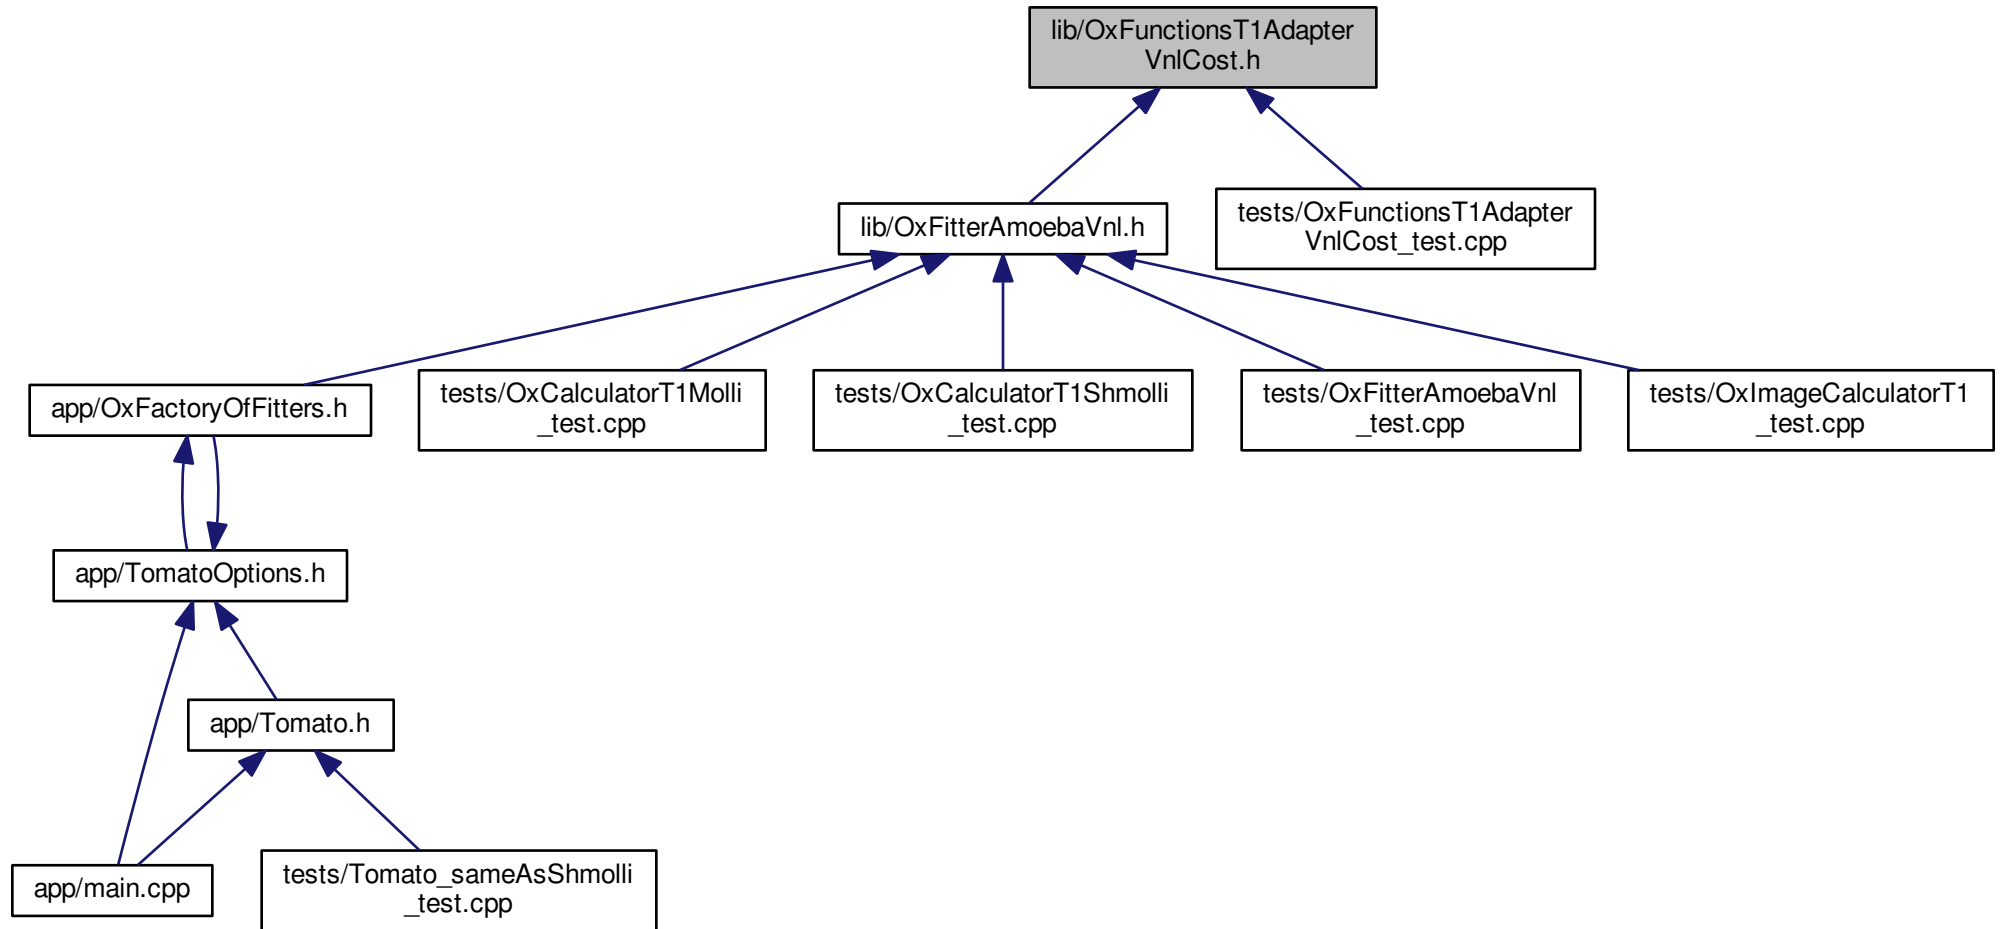 lib/OxFunctionsT1Adapter
VnlCost.h
lib/OxFitterAmoebaVnl.h
tests/OxFunctionsT1Adapter
VnlCost_test.cpp
app/OxFactoryOfFitters.h
tests/OxCalculatorT1Molli
_test.cpp
tests/OxCalculatorT1Shmolli
_test.cpp
tests/OxFitterAmoebaVnl
_test.cpp
tests/OxImageCalculatorT1
_test.cpp
app/TomatoOptions.h
app/Tomato.h
app/main.cpp
tests/Tomato_sameAsShmolli
_test.cpp